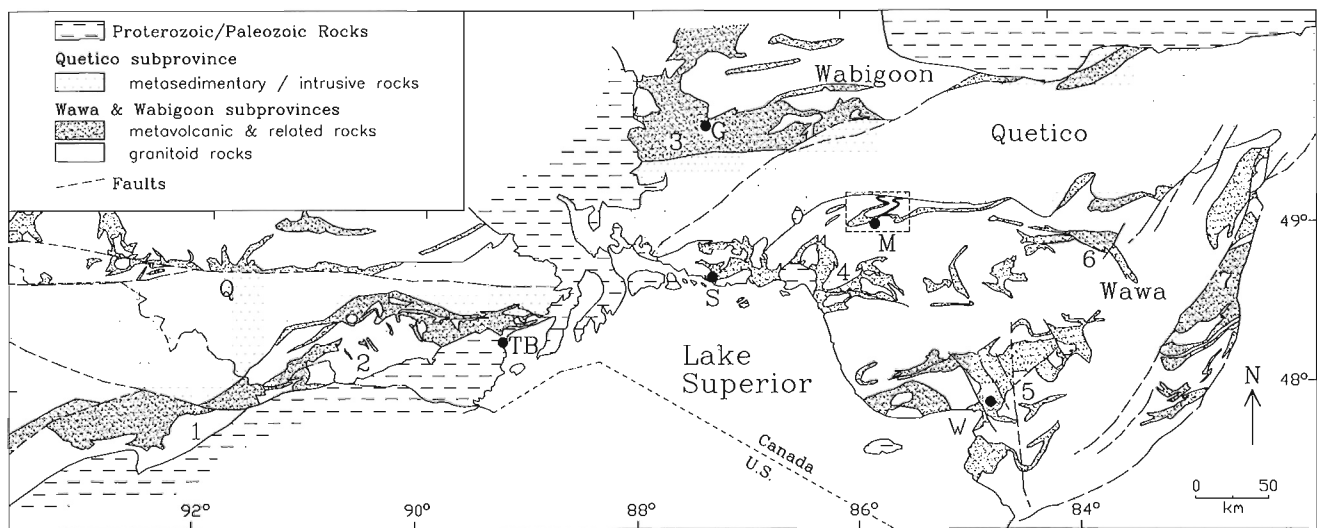 Proterozoic/Paleozoic Rocks
Quetico subprovince
metasedimentary / intrusive rocks
Wawa & Wabigoon subprovinces
metavolcanic & related rocks
granitoid rocks
Faults
Wabigoon
G
3
Quetico
49°
M
6
4
Q
S
Wawa
TB
2
Lake
Superior
48°
N
5
1
W
Canada
U.S.
0 50
km
92°
90°
88°
86°
84°